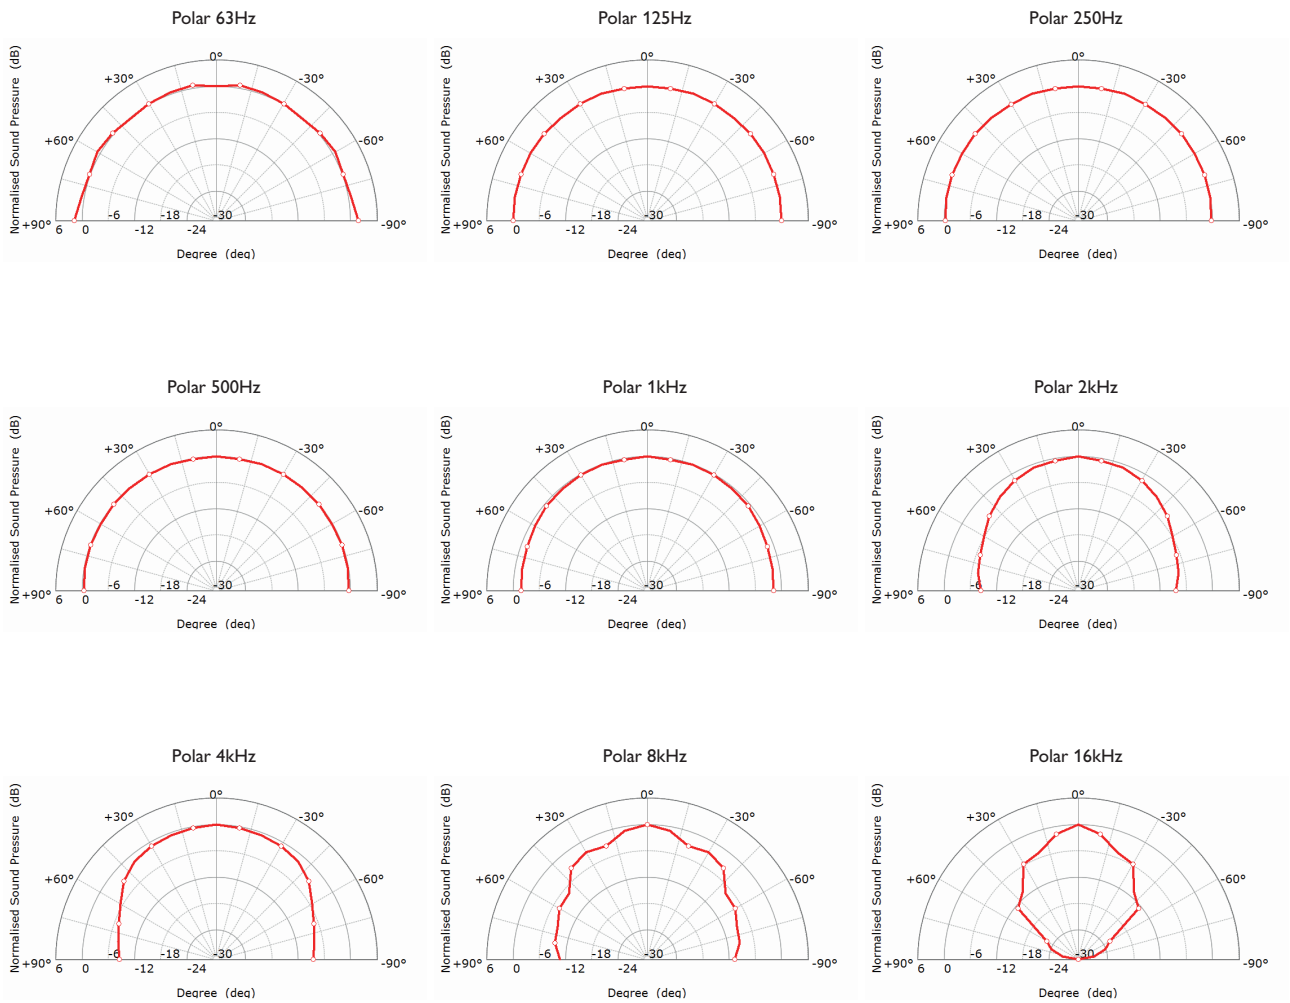 Polar 63Hz
Normalised Sound Pressure (dB)
0°
+30° -30°
+60° -60°
+90° -6 -18 -30 -90°
6 0 -12 -24
Degree (deg)
Polar 125Hz
Normalised Sound Pressure (dB)
0°
+30° -30°
+60° -60°
+90° -6 -18 -30 -90°
6 0 -12 -24
Degree (deg)
Polar 250Hz
Normalised Sound Pressure (dB)
0°
+30° -30°
+60° -60°
+90° -6 -18 -30 -90°
6 0 -12 -24
Degree (deg)
Polar 500Hz
Normalised Sound Pressure (dB)
0°
+30° -30°
+60° -60°
+90° -6 -18 -30 -90°
6 0 -12 -24
Degree (deg)
Polar 1kHz
Normalised Sound Pressure (dB)
0°
+30° -30°
+60° -60°
+90° -6 -18 -30 -90°
6 0 -12 -24
Degree (deg)
Polar 2kHz
Normalised Sound Pressure (dB)
0°
+30° -30°
+60° -60°
+90° -6 -18 -30 -90°
6 0 -12 -24
Degree (deg)
Polar 4kHz
Normalised Sound Pressure (dB)
0°
+30° -30°
+60° -60°
+90° -6 -18 -30 -90°
6 0 -12 -24
Degree (deg)
Polar 8kHz
Normalised Sound Pressure (dB)
0°
+30° -30°
+60° -60°
+90° -6 -18 -30 -90°
6 0 -12 -24
Degree (deg)
Polar 16kHz
Normalised Sound Pressure (dB)
0°
+30° -30°
+60° -60°
+90° -6 -18 -30 -90°
6 0 -12 -24
Degree (deg)